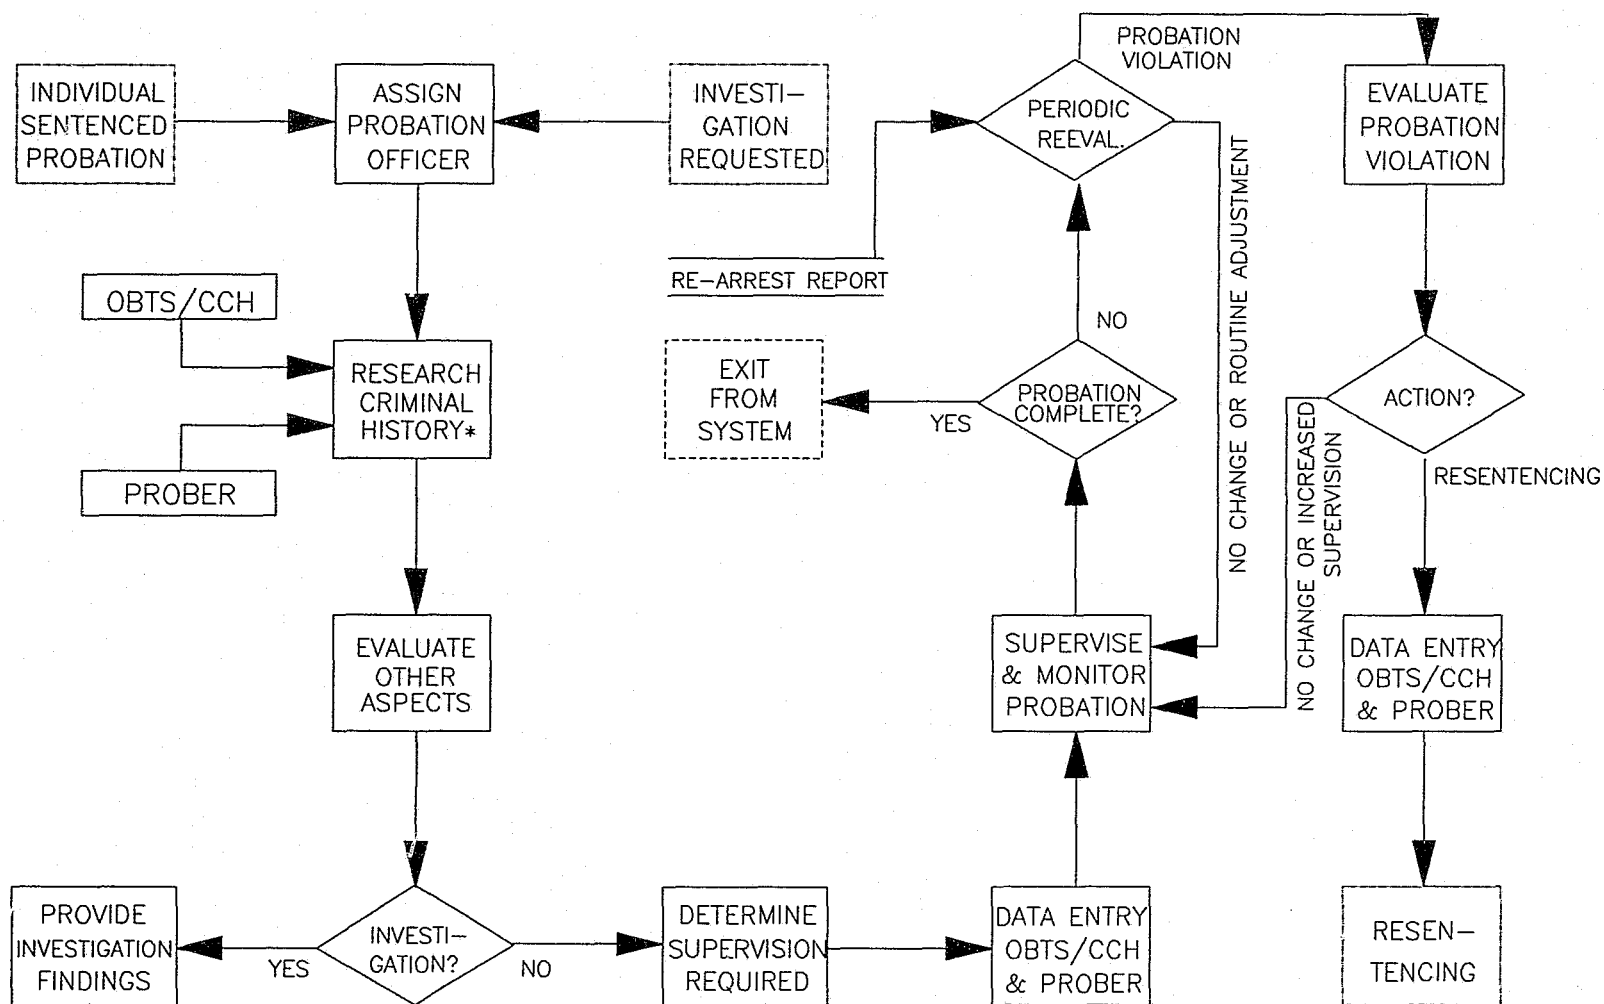 INDIVIDUAL
SENTENCED
PROBATION
ASSIGN
PROBATION
OFFICER
INVESTI–
GATION
REQUESTED
OBTS/CCH
RESEARCH
CRIMINAL
HISTORY*
PROBER
EVALUATE
OTHER
ASPECTS
INVESTI–
GATION?
YES
NO
PROVIDE
INVESTIGATION
FINDINGS
DETERMINE
SUPERVISION
REQUIRED
DATA ENTRY
OBTS/CCH
& PROBER
SUPERVISE
& MONITOR
PROBATION
PROBATION
COMPLETE?
YES
NO
EXIT
FROM
SYSTEM
RE–ARREST REPORT
PERIODIC
REEVAL.
PROBATION
VIOLATION
NO CHANGE OR ROUTINE ADJUSTMENT
EVALUATE
PROBATION
VIOLATION
ACTION?
NO CHANGE OR INCREASED
SUPERVISION
RESENTENCING
DATA ENTRY
OBTS/CCH
& PROBER
RESEN–
TENCING